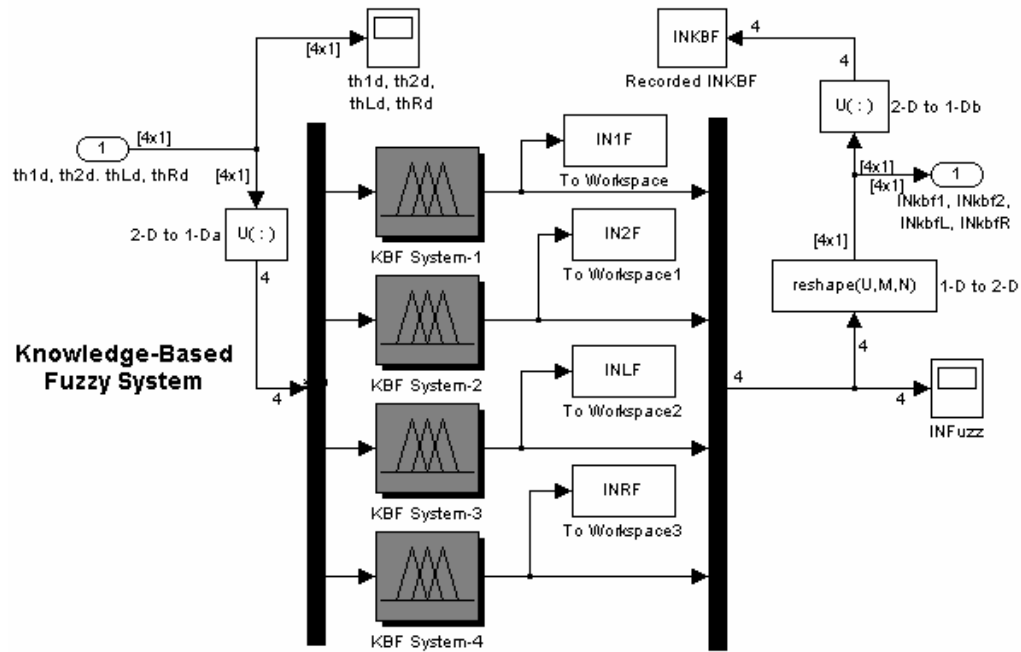 [4x1]
th1d, th2d,
thLd, thRd
INKBF
4
Recorded INKBF
4
U( : )
2-D to 1-Db
1
[4x1]
th1d, th2d. thLd, thRd
[4x1]
U( : )
2-D to 1-Da
4
Knowledge-Based
Fuzzy System
4
KBF System-1
IN1F
To Workspace
KBF System-2
IN2F
To Workspace1
KBF System-3
INLF
To Workspace2
KBF System-4
INRF
To Workspace3
[4x1]
[4x1]
1
INkbf1, INkbf2,
INkbfL, INkbfR
[4x1]
reshape(U,M,N)
1-D to 2-D
4
4
4
INFuzz